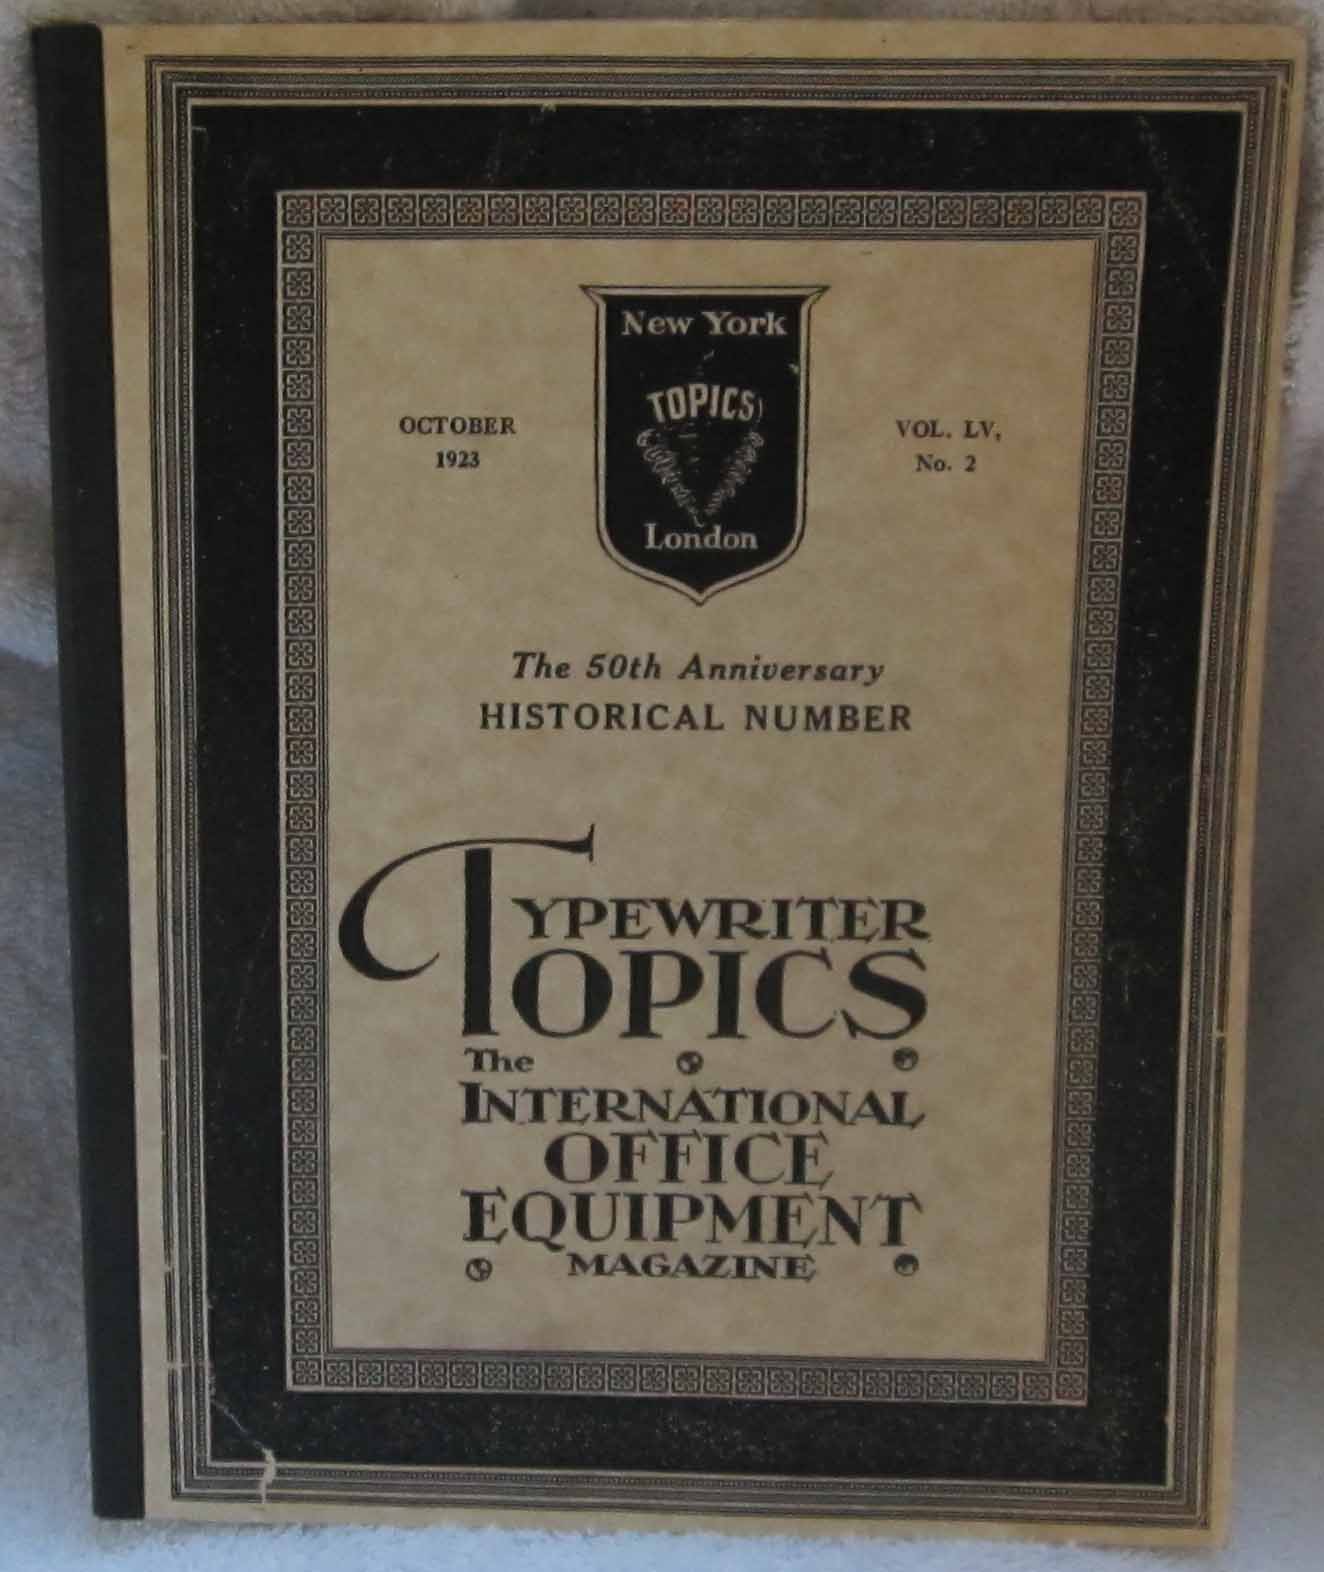 New York
TOPICS
London
OCTOBER
1923
VOL. LV,
No. 2
The 50th Anniversary
HISTORICAL NUMBER
TYPEWRITER
TOPICS
The
INTERNATIONAL
OFFICE
EQUIPMENT
MAGAZINE